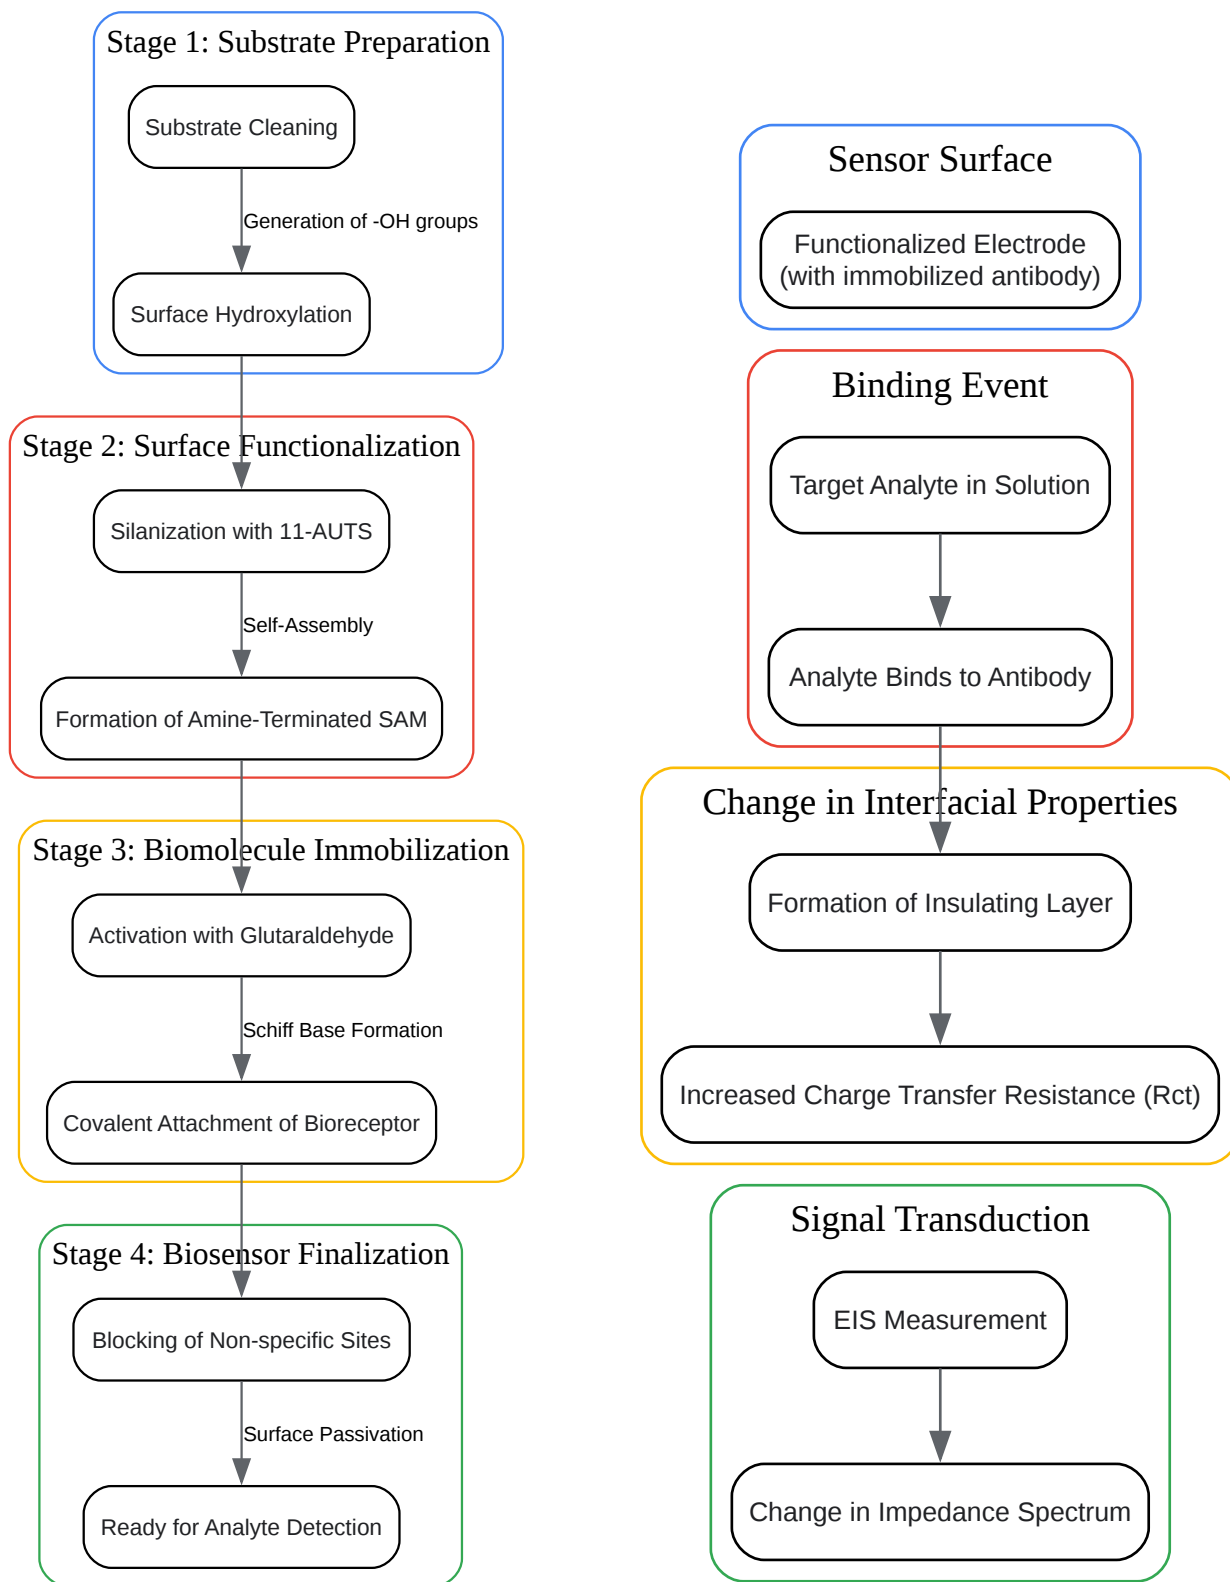 Stage 1: Substrate Preparation
Substrate Cleaning
Generation of -OH groups
Surface Hydroxylation
Stage 2: Surface Functionalization
Silanization with 11-AUTS
Self-Assembly
Formation of Amine-Terminated SAM
Stage 3: Biomolecule Immobilization
Activation with Glutaraldehyde
Schiff Base Formation
Covalent Attachment of Bioreceptor
Stage 4: Biosensor Finalization
Blocking of Non-specific Sites
Surface Passivation
Ready for Analyte Detection
Sensor Surface
Functionalized Electrode
(with immobilized antibody)
Binding Event
Target Analyte in Solution
Analyte Binds to Antibody
Change in Interfacial Properties
Formation of Insulating Layer
Increased Charge Transfer Resistance (Rct)
Signal Transduction
EIS Measurement
Change in Impedance Spectrum